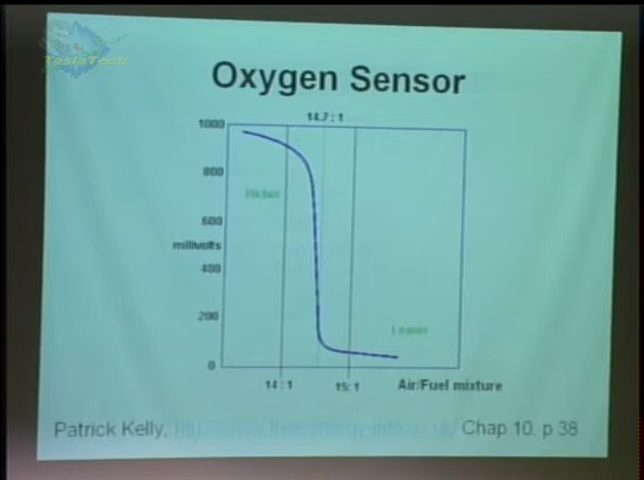 TeslaTech
Oxygen Sensor
14.7 : 1
1000
800
Richer
600
millivolts
400
200
Leaner
0
14 : 1
15 : 1
Air/Fuel mixture
Patrick Kelly, Chap 10, p 38